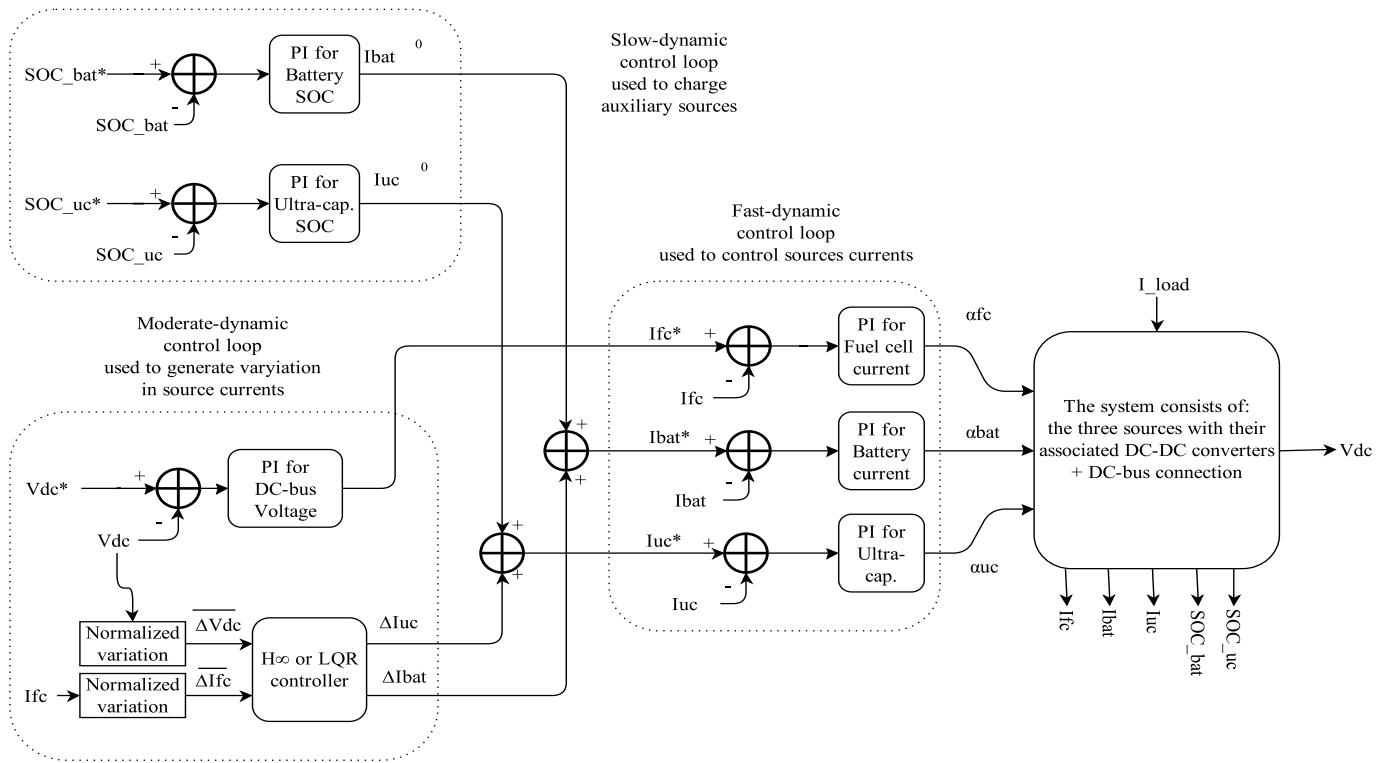 SOC_bat*
+
-
SOC_bat
PI for
Battery
SOC
Ibat 0
SOC_uc*
+
-
SOC_uc
PI for
Ultra-cap.
SOC
Iuc 0
Slow-dynamic
control loop
used to charge
auxiliary sources
Moderate-dynamic
control loop
used to generate varyiation
in source currents
Vdc*
+
-
Vdc
PI for
DC-bus
Voltage
Normalized
variation
ΔVdc
Ifc
Normalized
variation
ΔIfc
H∞ or LQR
controller
ΔIuc
ΔIbat
+
+
+
+
Fast-dynamic
control loop
used to control sources currents
Ifc*
+
-
Ifc
PI for
Fuel cell
current
αfc
Ibat*
+
-
Ibat
PI for
Battery
current
αbat
Iuc*
+
-
Iuc
PI for
Ultra-
cap.
αuc
I_load
The system consists of:
the three sources with their
associated DC-DC converters
+ DC-bus connection
Vdc
Ifc
Ibat
Iuc
SOC_bat
SOC_uc